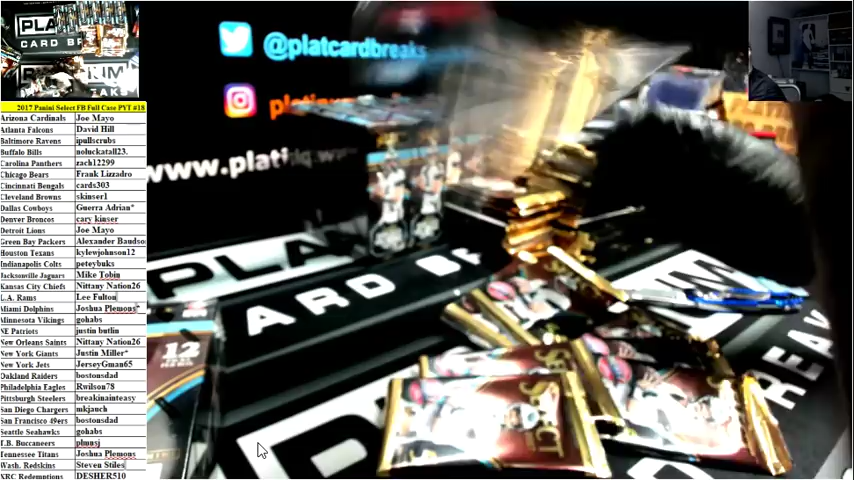 PLA
CARD B
2017 Panini Select FB Full Case PYT #18
Arizona Cardinals Joe Mayo
Atlanta Falcons David Hill
Baltimore Ravens ipullscrubs
Buffalo Bills noluckatall23.
Carolina Panthers zach12299
Chicago Bears Frank Lizzadro
Cincinnati Bengals cards303
Cleveland Browns skinser1
Dallas Cowboys Guerra Adrian*
Denver Broncos cary kinser
Detroit Lions Joe Mayo
Green Bay Packers Alexander Baudso
Houston Texans kylewjohnson12
Indianapolis Colts peteybuks
Jacksonville Jaguars Mike Tobin
Kansas City Chiefs Nittany Nation26
L.A. Rams Lee Fulton
Miami Dolphins Joshua Plemons*
Minnesota Vikings gohabs
NE Patriots justin butlin
New Orleans Saints Nittany Nation26
New York Giants Justin Miller*
New York Jets JerseyGman65
Oakland Raiders bostonsdad
Philadelphia Eagles Rwilson78
Pittsburgh Steelers breakinainteasy
San Diego Chargers mkjauch
San Francisco 49ers bostonsdad
Seattle Seahawks gohabs
T.B. Buccaneers plunsj
Tennessee Titans Joshua Plemons
Wash. Redskins Steven Stiles
XRC Redemptions DESHER510
@platcardbreaks
www.plati
PLA
ARD B
12
SELECT